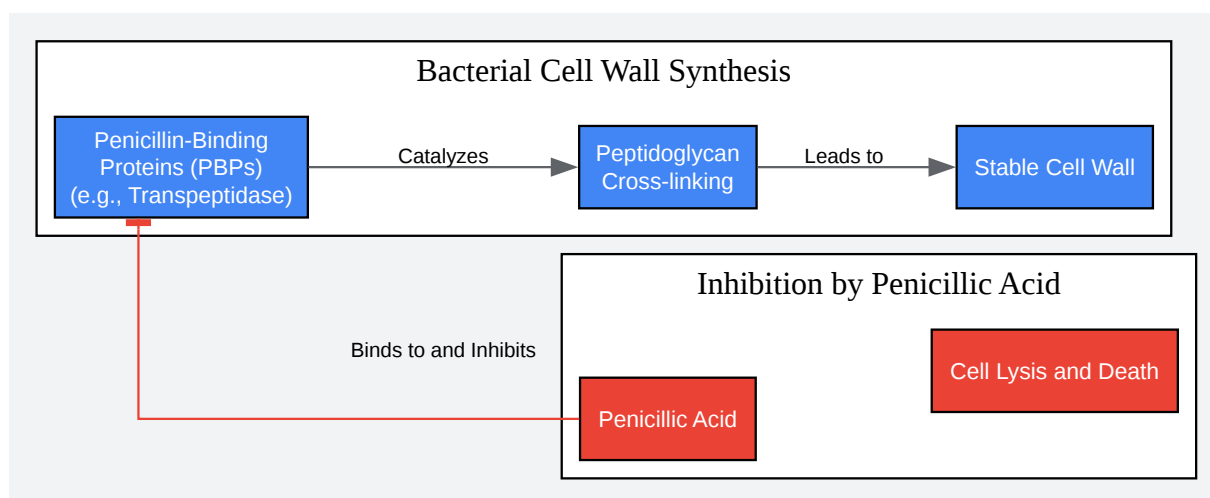 Bacterial Cell Wall Synthesis
Penicillin-Binding
Proteins (PBPs)
(e.g., Transpeptidase)
Catalyzes
Peptidoglycan
Cross-linking
Leads to
Stable Cell Wall
Inhibition by Penicillic Acid
Binds to and Inhibits
Cell Lysis and Death
Penicillic Acid